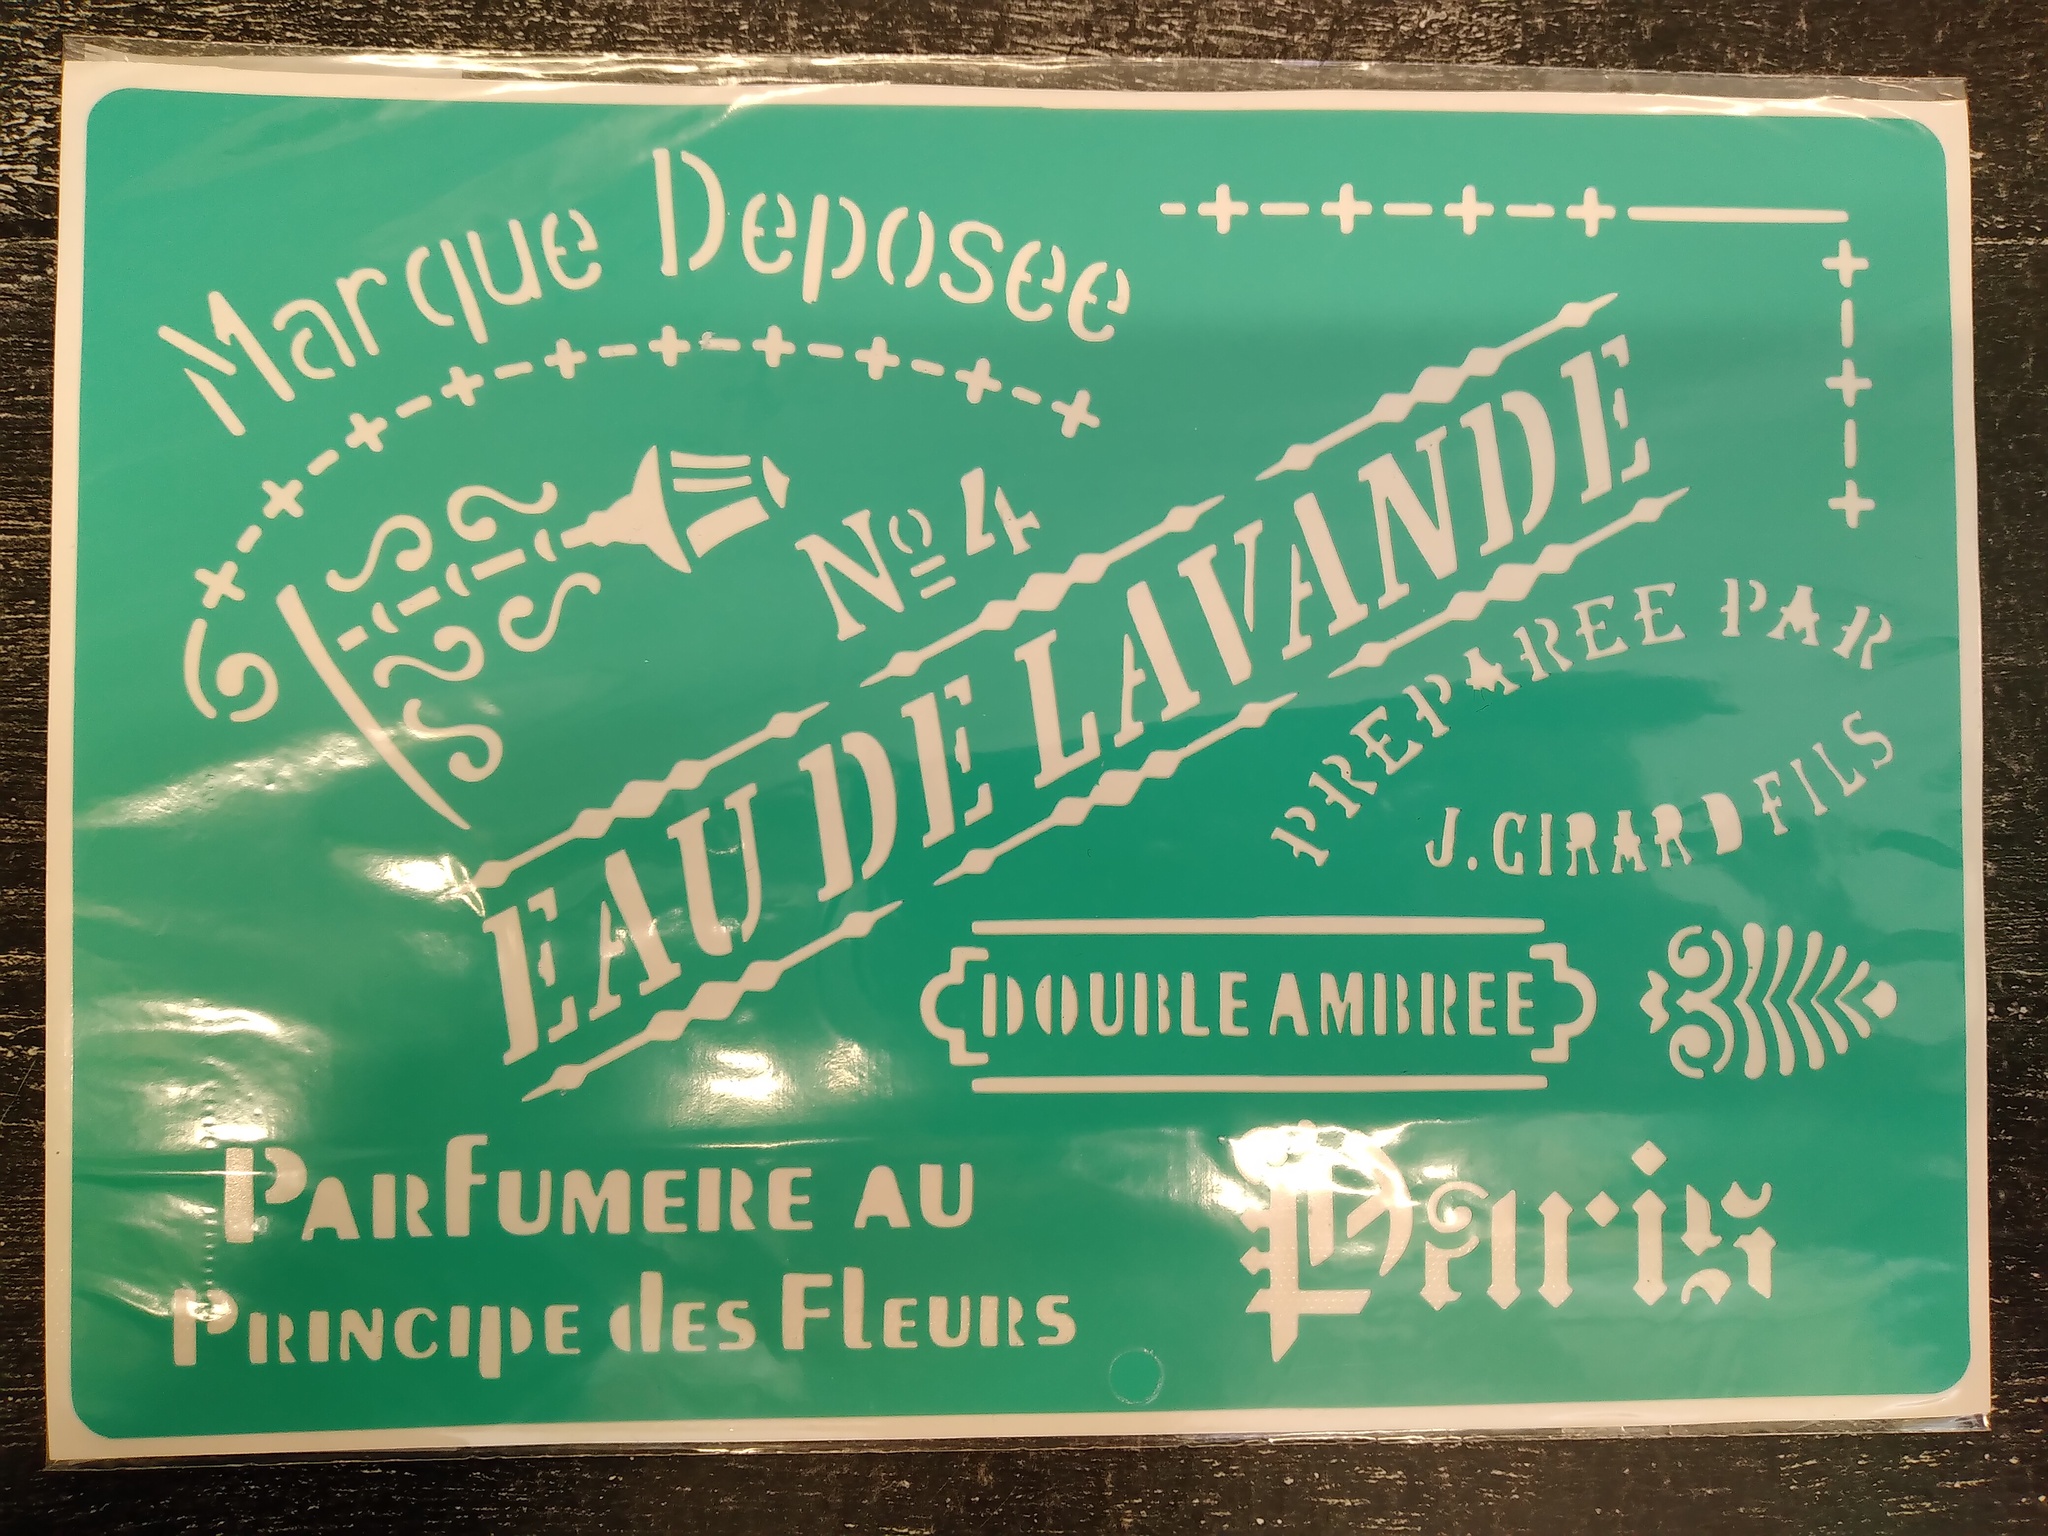 Marque Deposee
No 4
EAU DE LAVANDE
PREPAREE PAR
J. GIRARD FILS
DOUBLE AMBREE
PARFUMERE AU
PRINCIPE des FLEURS
Paris